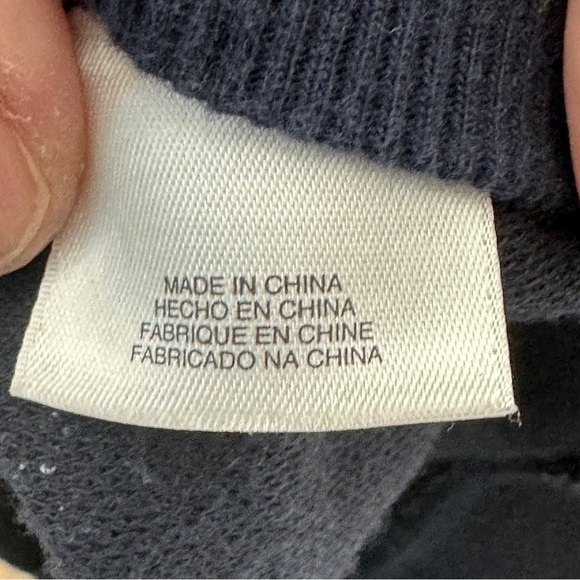 MADE IN CHINA
HECHO EN CHINA
FABRIQUE EN CHINE
FABRICADO NA CHINA